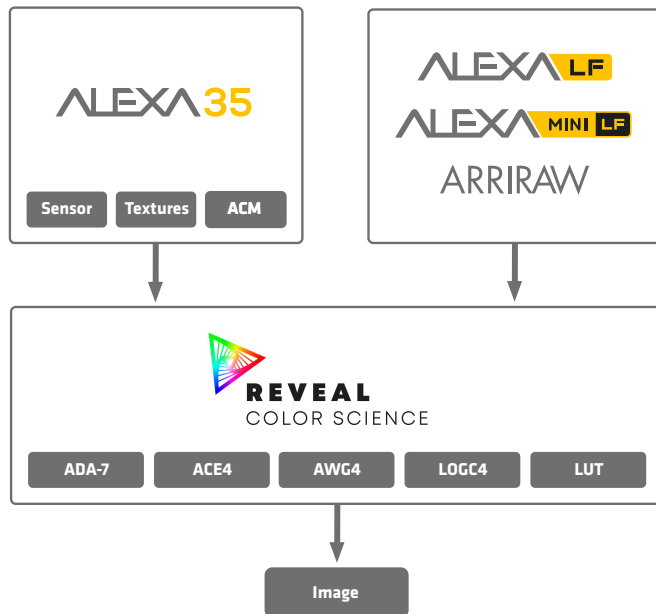 ALEXA 35
Sensor Textures ACM
ALEXA LF
ALEXA MINI LF
ARRIRAW
REVEAL
COLOR SCIENCE
ADA-7 ACE4 AWG4 LOGC4 LUT
Image